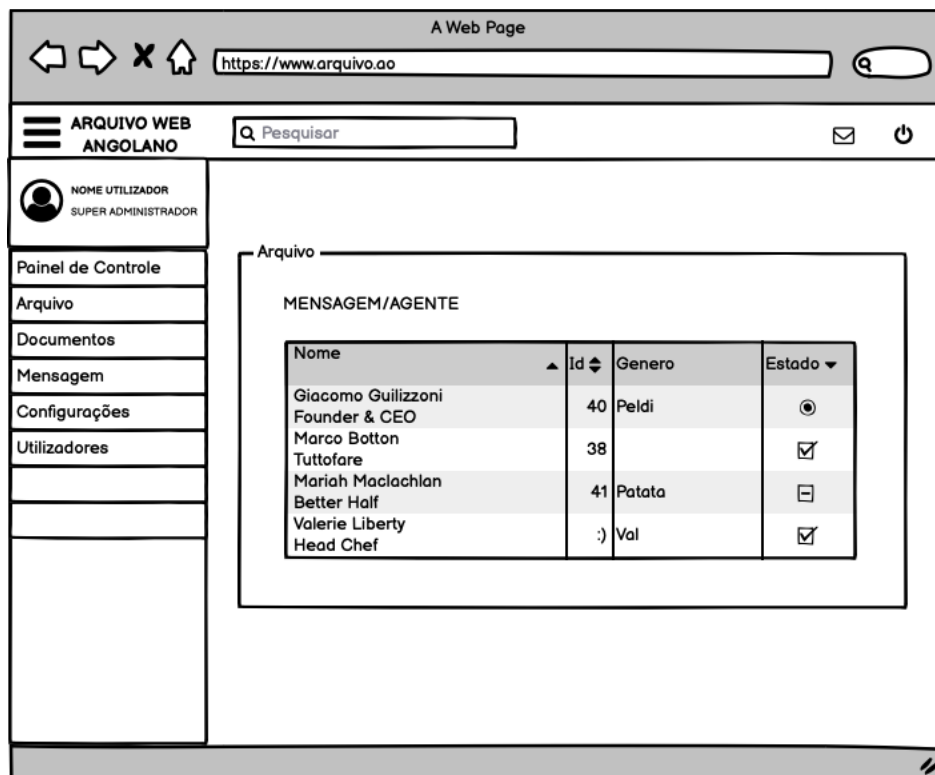 A Web Page
https://www.arquivo.ao
ARQUIVO WEB
ANGOLANO
Pesquisar
NOME UTILIZADOR
SUPER ADMINISTRADOR
Painel de Controle
Arquivo
Documentos
Mensagem
Configurações
Utilizadores
Arquivo
MENSAGEM/AGENTE
Nome Id Genero Estado
Giacomo Guilizzoni
Founder & CEO
40 Peldi
Marco Botton
Tuttofare
38
Mariah Maclachlan
Better Half
41 Patata
Valerie Liberty
Head Chef
:) Val